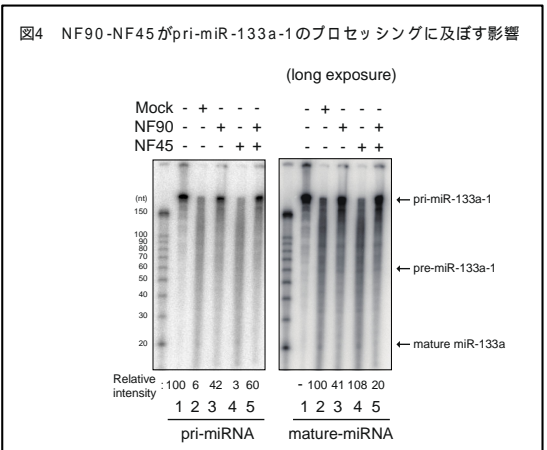 図4 NF90-NF45がpri-miR-133a-1のプロセッシングに及ぼす影響
(long exposure)
Mock - + - - - - + - - -
NF90 - - + - + - - + - +
NF45 - - - + + - - - + +
(nt)
150
100
90
80
70
60
50
40
30
20
pri-miR-133a-1
pre-miR-133a-1
mature miR-133a
Relative intensity : 100 6 42 3 60 - 100 41 108 20
1 2 3 4 5 1 2 3 4 5
pri-miRNA mature-miRNA